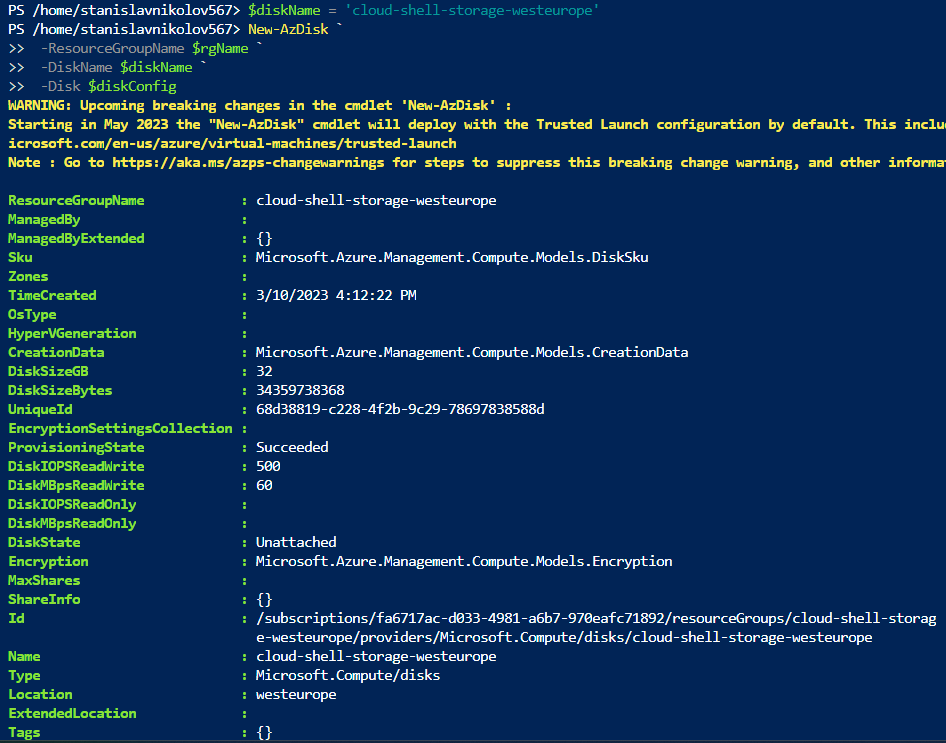 PS /home/stanislavnikolov567> $diskName = 'cloud-shell-storage-westeurope'
PS /home/stanislavnikolov567> New-AzDisk `
>>  -ResourceGroupName $rgName `
>>  -DiskName $diskName `
>>  -Disk $diskConfig
WARNING: Upcoming breaking changes in the cmdlet 'New-AzDisk' :
Starting in May 2023 the "New-AzDisk" cmdlet will deploy with the Trusted Launch configuration by default. This inclu
icrosoft.com/en-us/azure/virtual-machines/trusted-launch
Note : Go to https://aka.ms/azps-changewarnings for steps to suppress this breaking change warning, and other informa
ResourceGroupName            : cloud-shell-storage-westeurope
ManagedBy                    :
ManagedByExtended            : {}
Sku                          : Microsoft.Azure.Management.Compute.Models.DiskSku
Zones                        :
TimeCreated                  : 3/10/2023 4:12:22 PM
OsType                       :
HyperVGeneration             :
CreationData                 : Microsoft.Azure.Management.Compute.Models.CreationData
DiskSizeGB                   : 32
DiskSizeBytes                : 34359738368
UniqueId                     : 68d38819-c228-4f2b-9c29-78697838588d
EncryptionSettingsCollection :
ProvisioningState            : Succeeded
DiskIOPSReadWrite            : 500
DiskMBpsReadWrite            : 60
DiskIOPSReadOnly             :
DiskMBpsReadOnly             :
DiskState                    : Unattached
Encryption                   : Microsoft.Azure.Management.Compute.Models.Encryption
MaxShares                    :
ShareInfo                    : {}
Id                           : /subscriptions/fa6717ac-d033-4981-a6b7-970eafc71892/resourceGroups/cloud-shell-storag
                               e-westeurope/providers/Microsoft.Compute/disks/cloud-shell-storage-westeurope
Name                         : cloud-shell-storage-westeurope
Type                         : Microsoft.Compute/disks
Location                     : westeurope
ExtendedLocation             :
Tags                         : {}